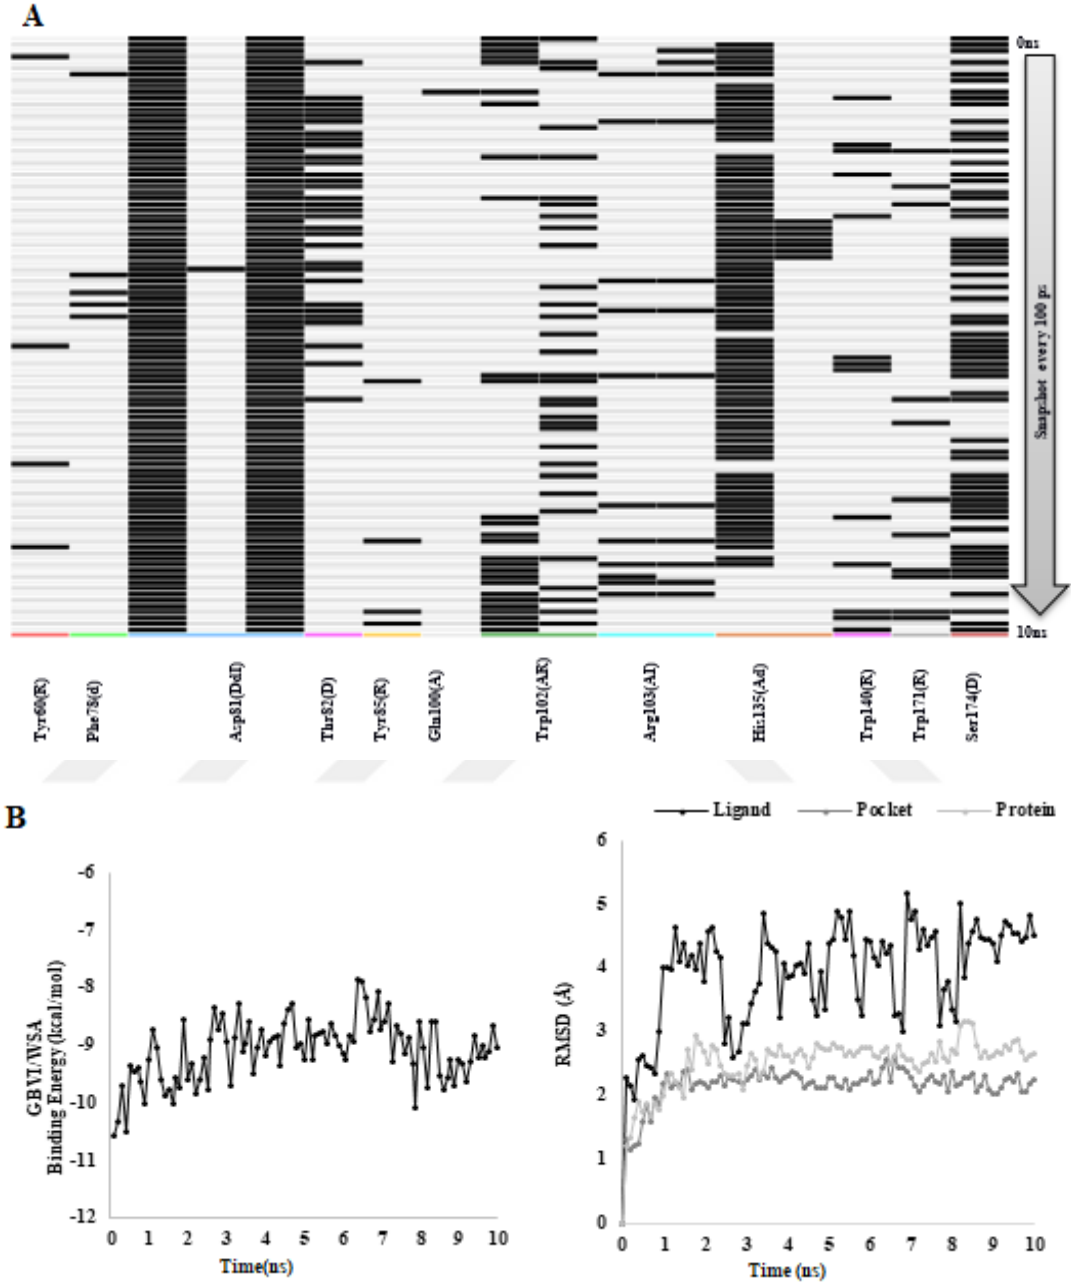 A
0ns
Snapshot every 100 ps
10ns
Tyr60(R)
Phe78(d)
Asp81(DdI)
Thr82(D)
Tyr85(R)
Gln100(A)
Trp102(AR)
Arg103(AI)
His135(Ad)
Trp140(R)
Trp171(R)
Ser174(D)
B
-6
-7
-8
-9
-10
-11
-12
GBVI/WSA
Binding Energy (kcal/mol)
0 1 2 3 4 5 6 7 8 9 10
Time(ns)
Ligand Pocket Protein
6
5
4
3
2
1
0
RMSD (Å)
0 1 2 3 4 5 6 7 8 9 10
Time (ns)